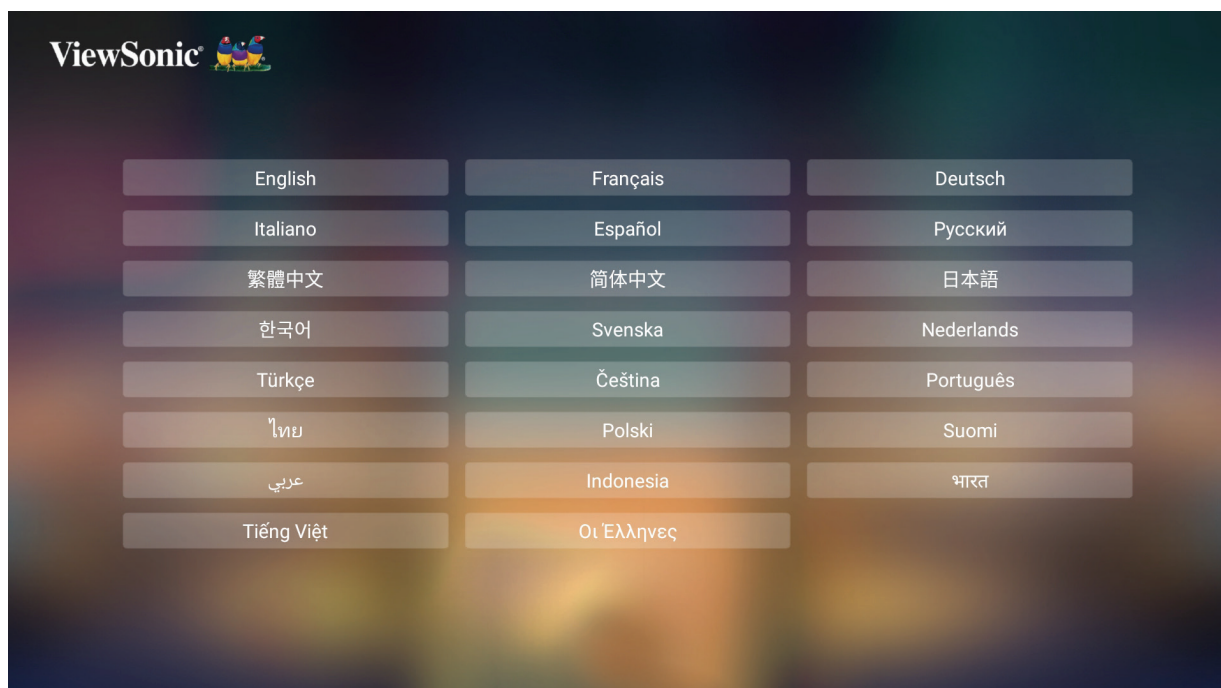 ViewSonic®
English
Français
Deutsch
Italiano
Español
Русский
繁體中文
简体中文
日本語
한국어
Svenska
Nederlands
Türkçe
Čeština
Português
ไทย
Polski
Suomi
عربي
Indonesia
भारत
Tiếng Việt
Οι Έλληνες